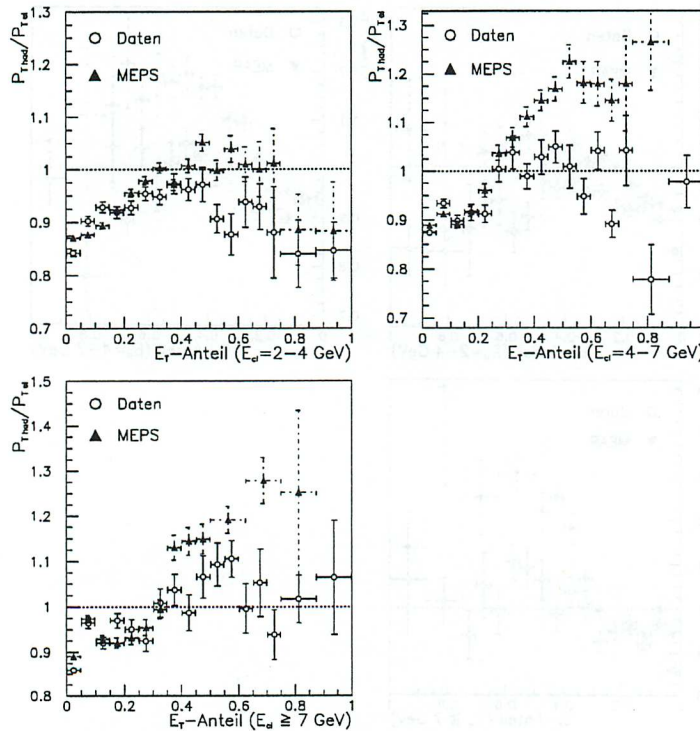 P_Thad/P_Tel
1.3
1.2
1.1
1
0.9
0.8
0.7
○ Daten
▲ MEPS
0 0.2 0.4 0.6 0.8 1
E_T-Anteil (E_cl=2-4 GeV)
P_Thad/P_Tel
1.3
1.2
1.1
1
0.9
0.8
0.7
○ Daten
▲ MEPS
0 0.2 0.4 0.6 0.8 1
E_T-Anteil (E_cl=4-7 GeV)
P_Thad/P_Tel
1.5
1.4
1.3
1.2
1.1
1
0.9
0.8
○ Daten
▲ MEPS
0 0.2 0.4 0.6 0.8 1
E_T-Anteil (E_cl ≧ 7 GeV)